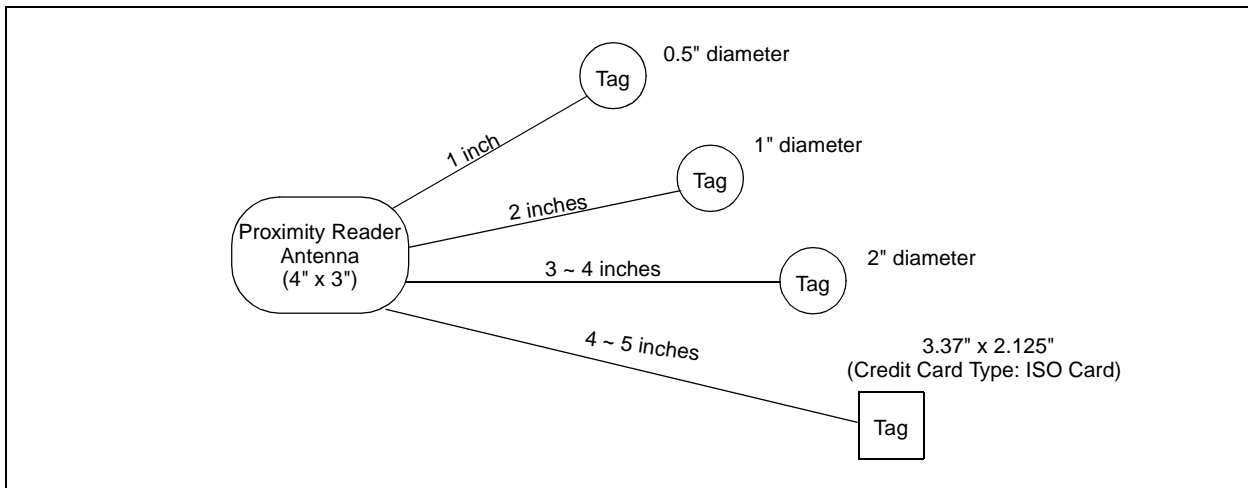 0.5" diameter
Tag
1 inch
1" diameter
Tag
2 inches
Proximity Reader
Antenna
(4" x 3")
2" diameter
3 ~ 4 inches
Tag
4 ~ 5 inches
3.37" x 2.125"
(Credit Card Type: ISO Card)
Tag